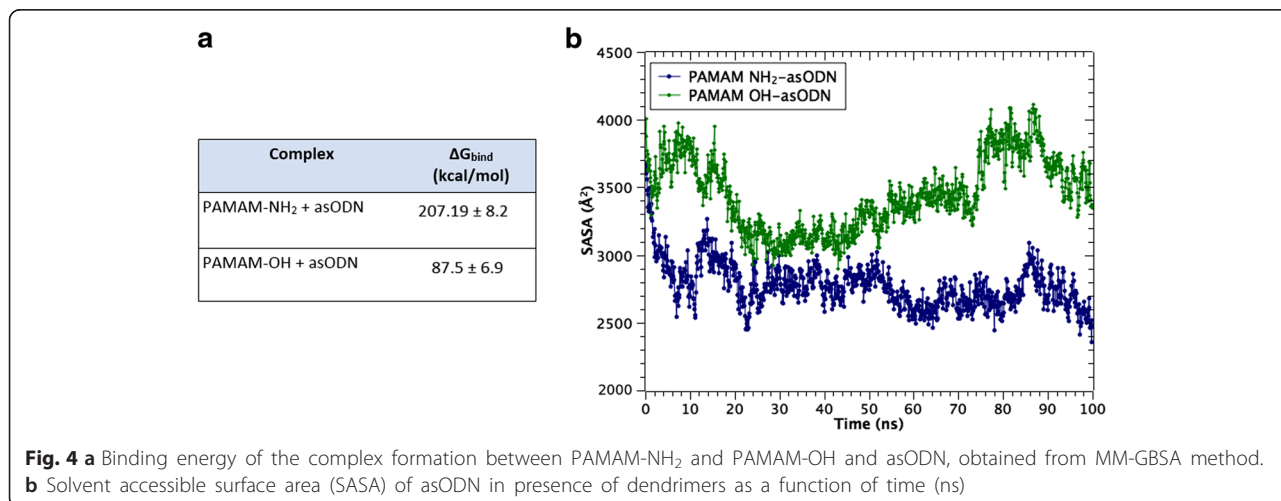 a
Complex ΔGbind
(kcal/mol)
PAMAM-NH₂ + asODN 207.19 ± 8.2
PAMAM-OH + asODN 87.5 ± 6.9
b
4500
4000
3500
3000
2500
2000
SASA (Å²)
PAMAM NH₂-asODN
PAMAM OH-asODN
0 10 20 30 40 50 60 70 80 90 100
Time (ns)
Fig. 4 a Binding energy of the complex formation between PAMAM-NH₂ and PAMAM-OH and asODN, obtained from MM-GBSA method.
b Solvent accessible surface area (SASA) of asODN in presence of dendrimers as a function of time (ns)